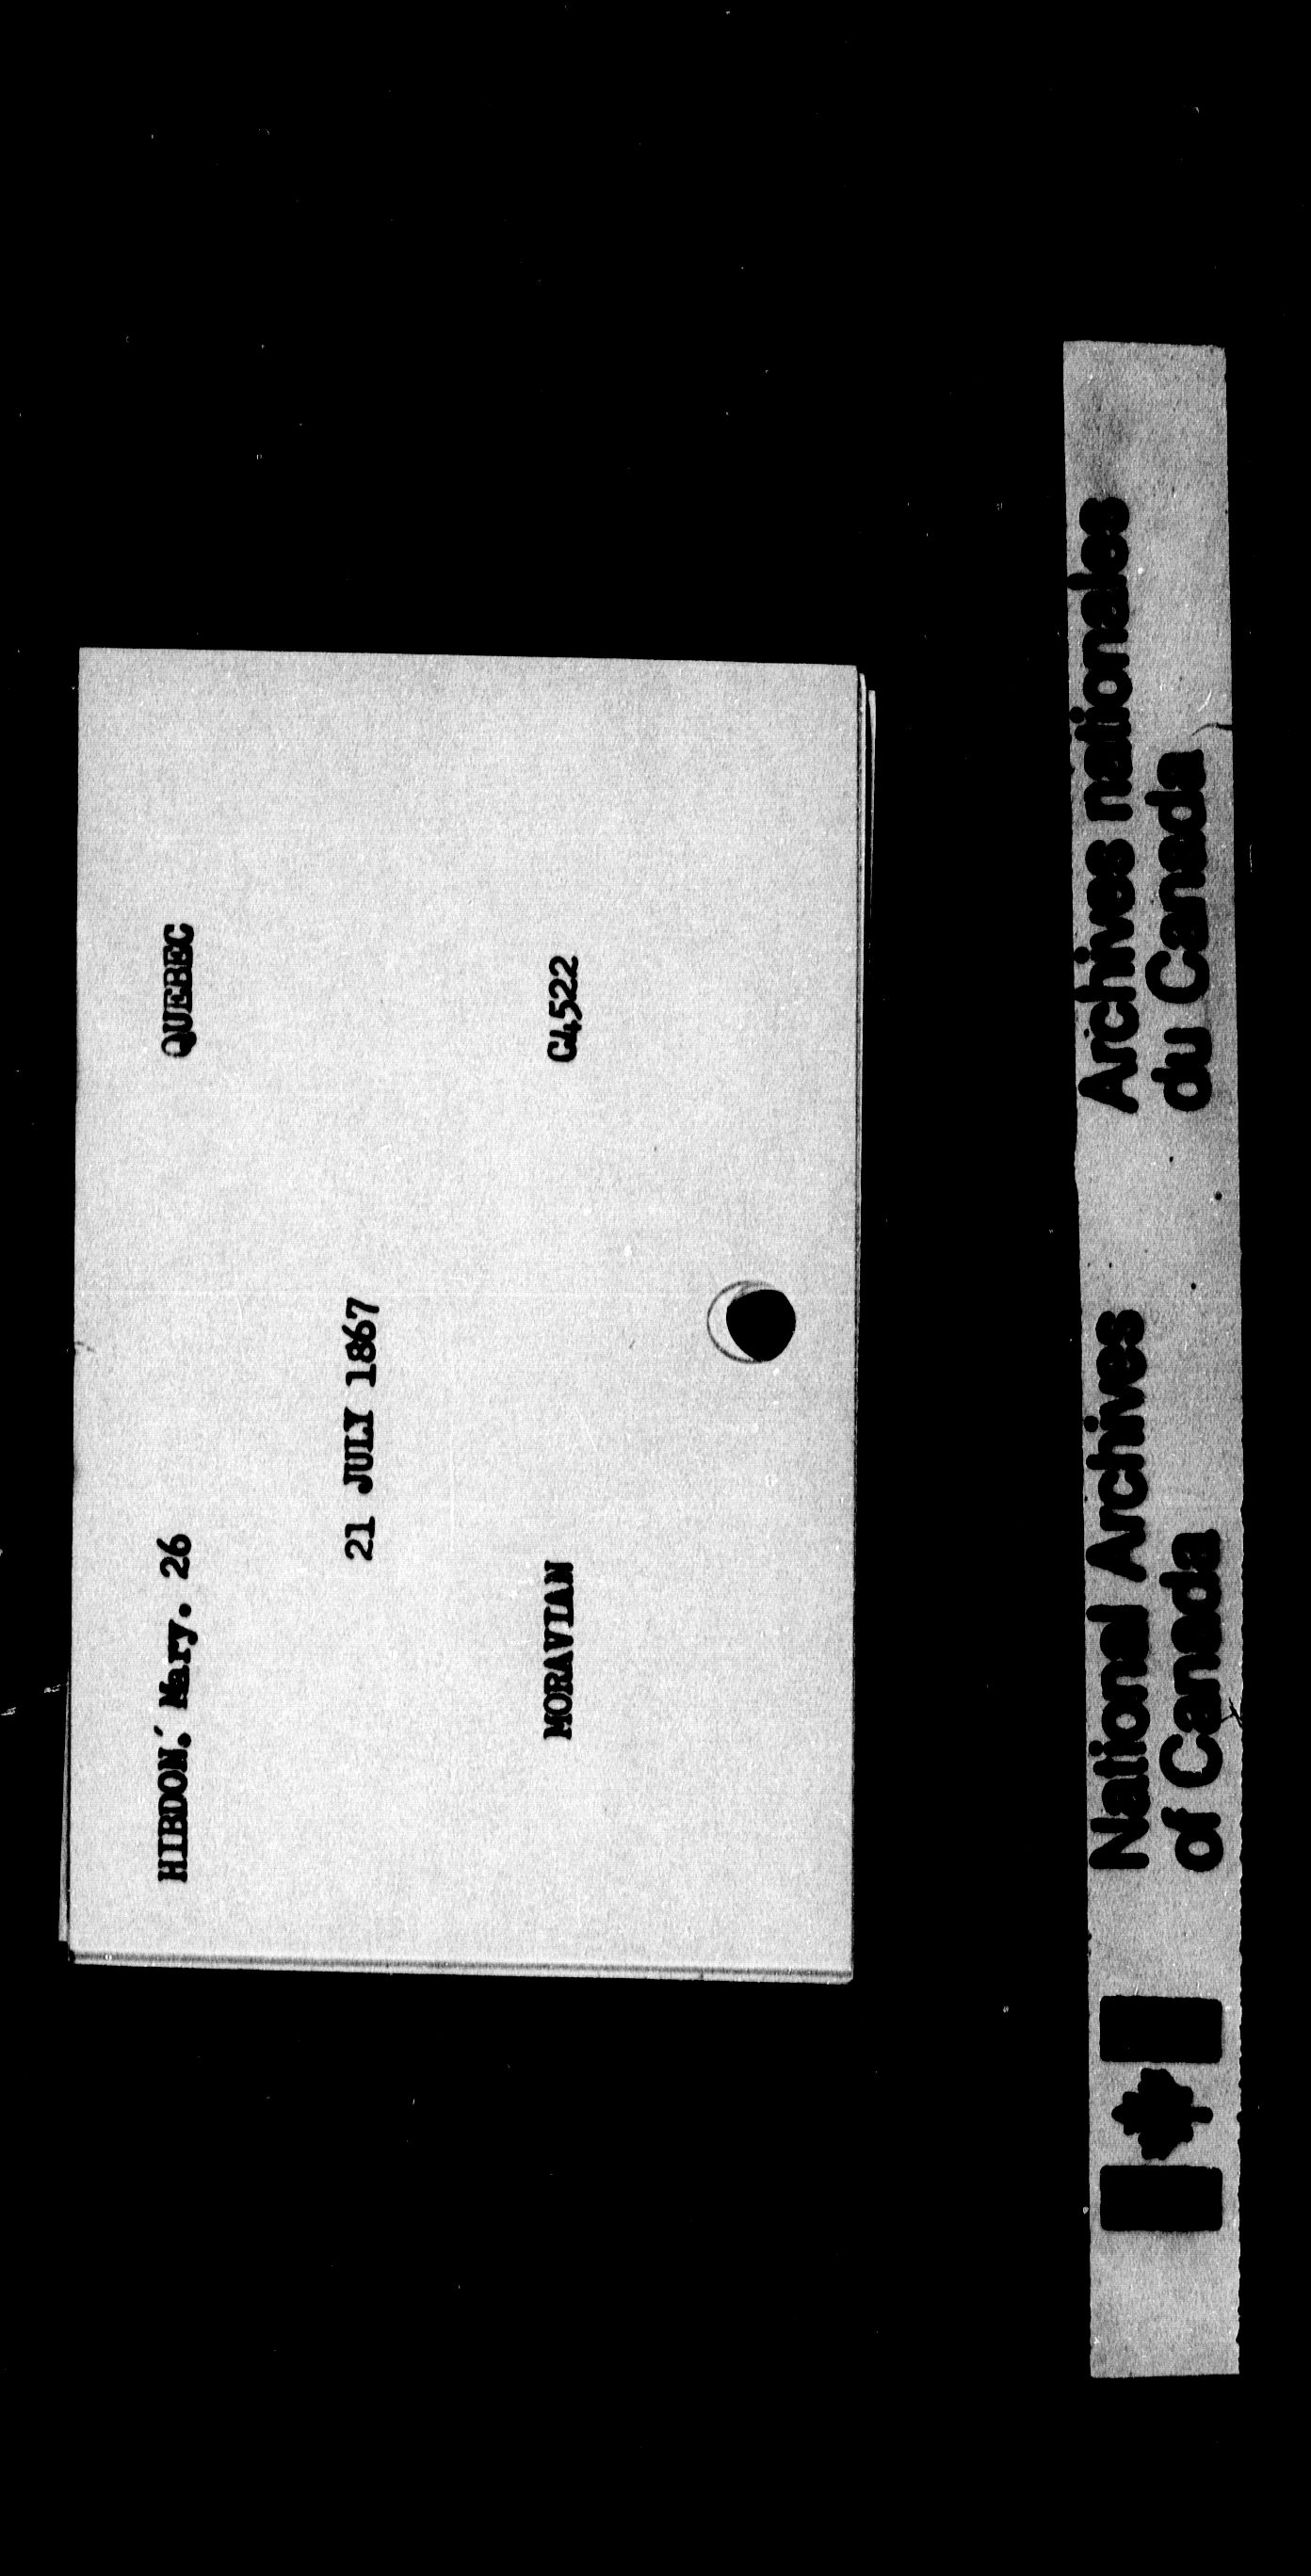 HIBDON. Mary. 26 QUEBEC
21 JULY 1867
MORAVIAN C4522
National Archives of Canada
Archives nationales du Canada